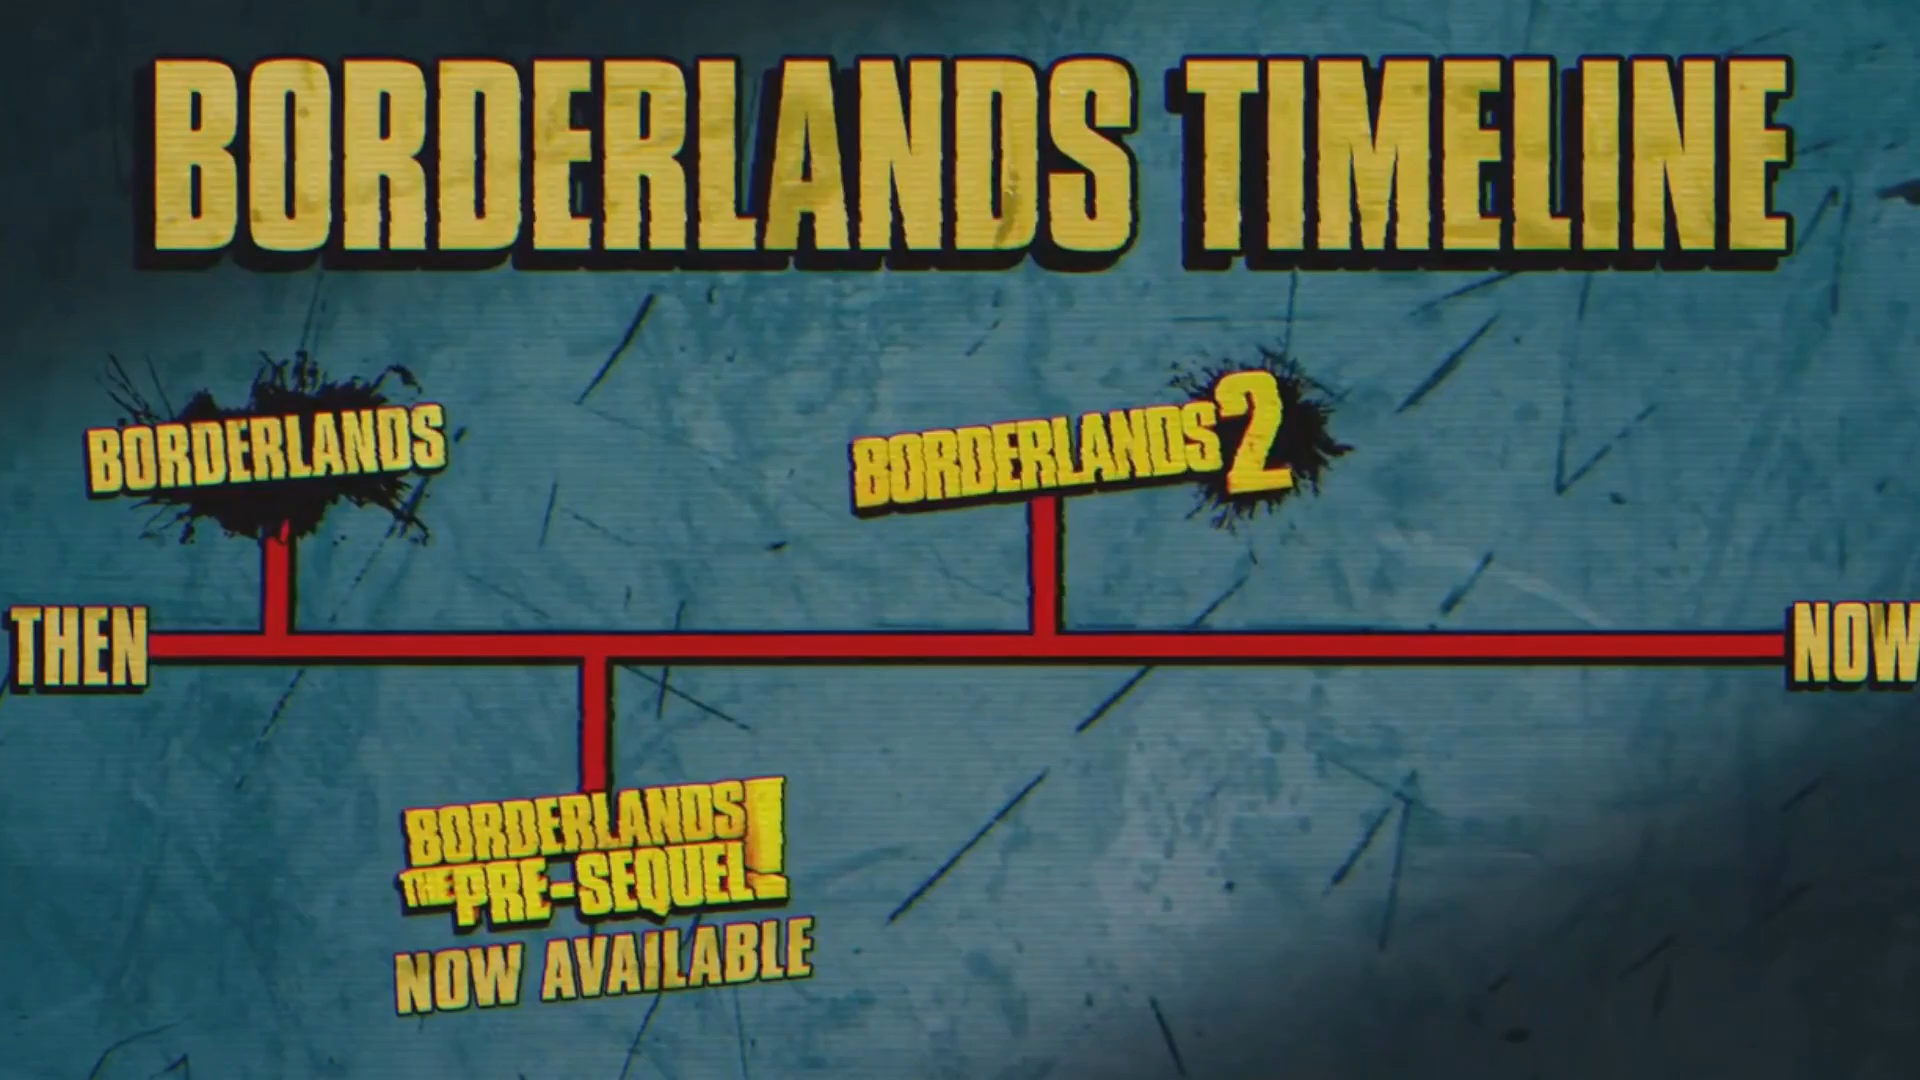 BORDERLANDS TIMELINE
BORDERLANDS
BORDERLANDS 2
THEN
NOW
BORDERLANDS
THE PRE-SEQUEL!
NOW AVAILABLE